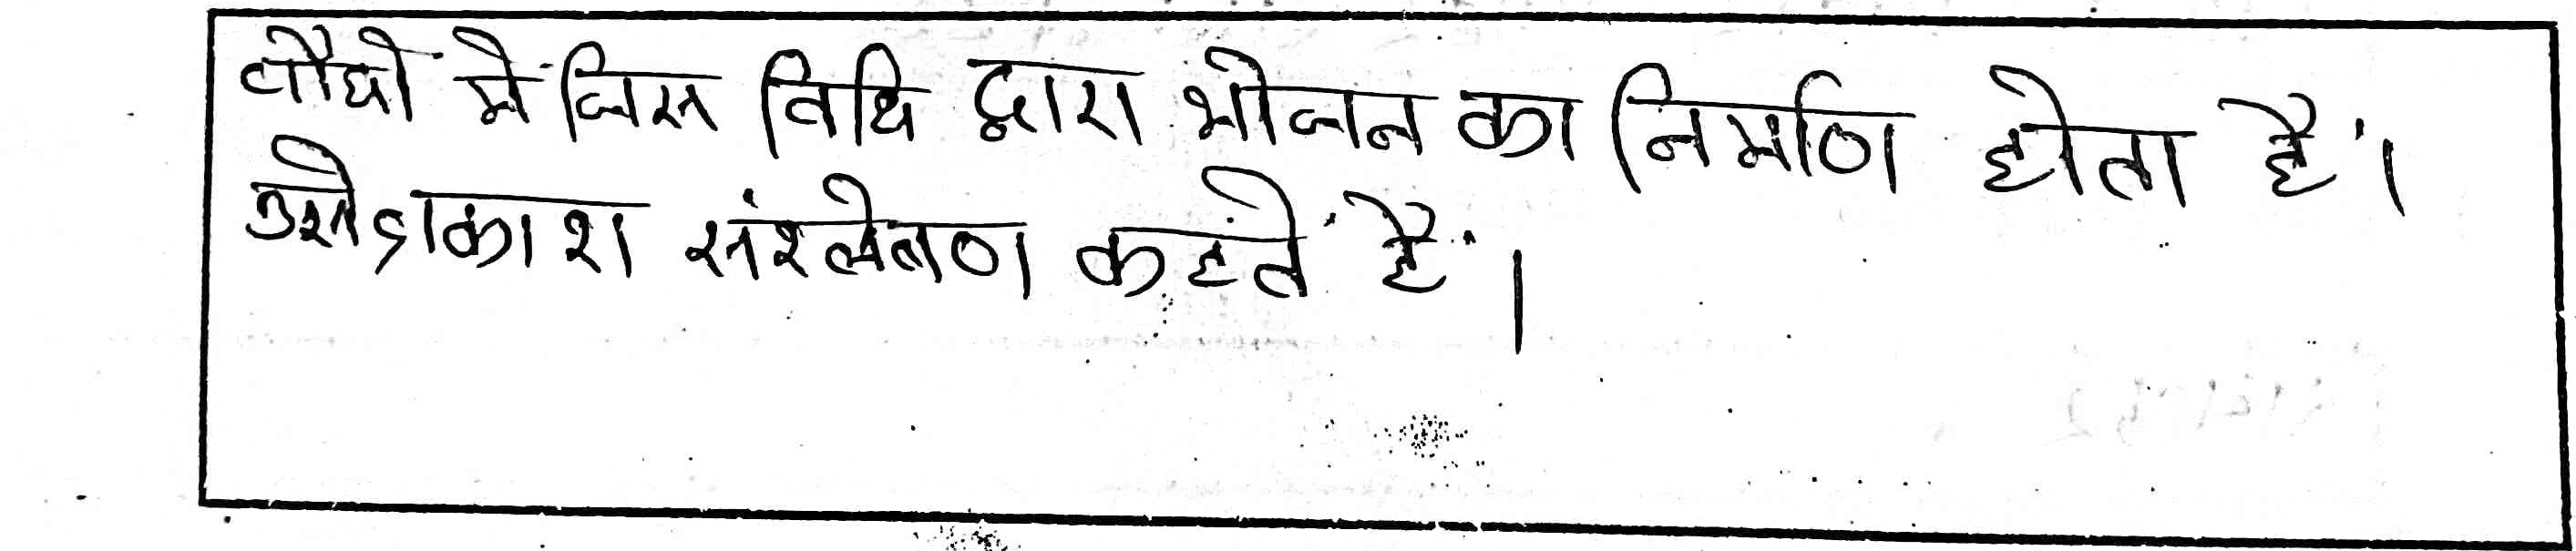 पौधों में जिस विधि द्वारा भोजन का निर्माण होता है।
उसे प्रकाश संश्लेषण कहते हैं।